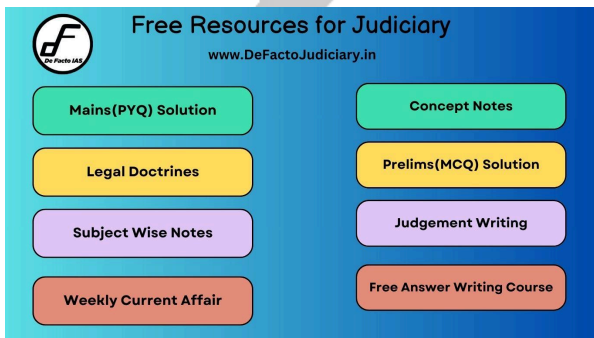 Free Resources for Judiciary
www.DeFactoJudiciary.in
De Facto IAS
Mains(PYQ) Solution
Concept Notes
Legal Doctrines
Prelims(MCQ) Solution
Subject Wise Notes
Judgement Writing
Weekly Current Affair
Free Answer Writing Course